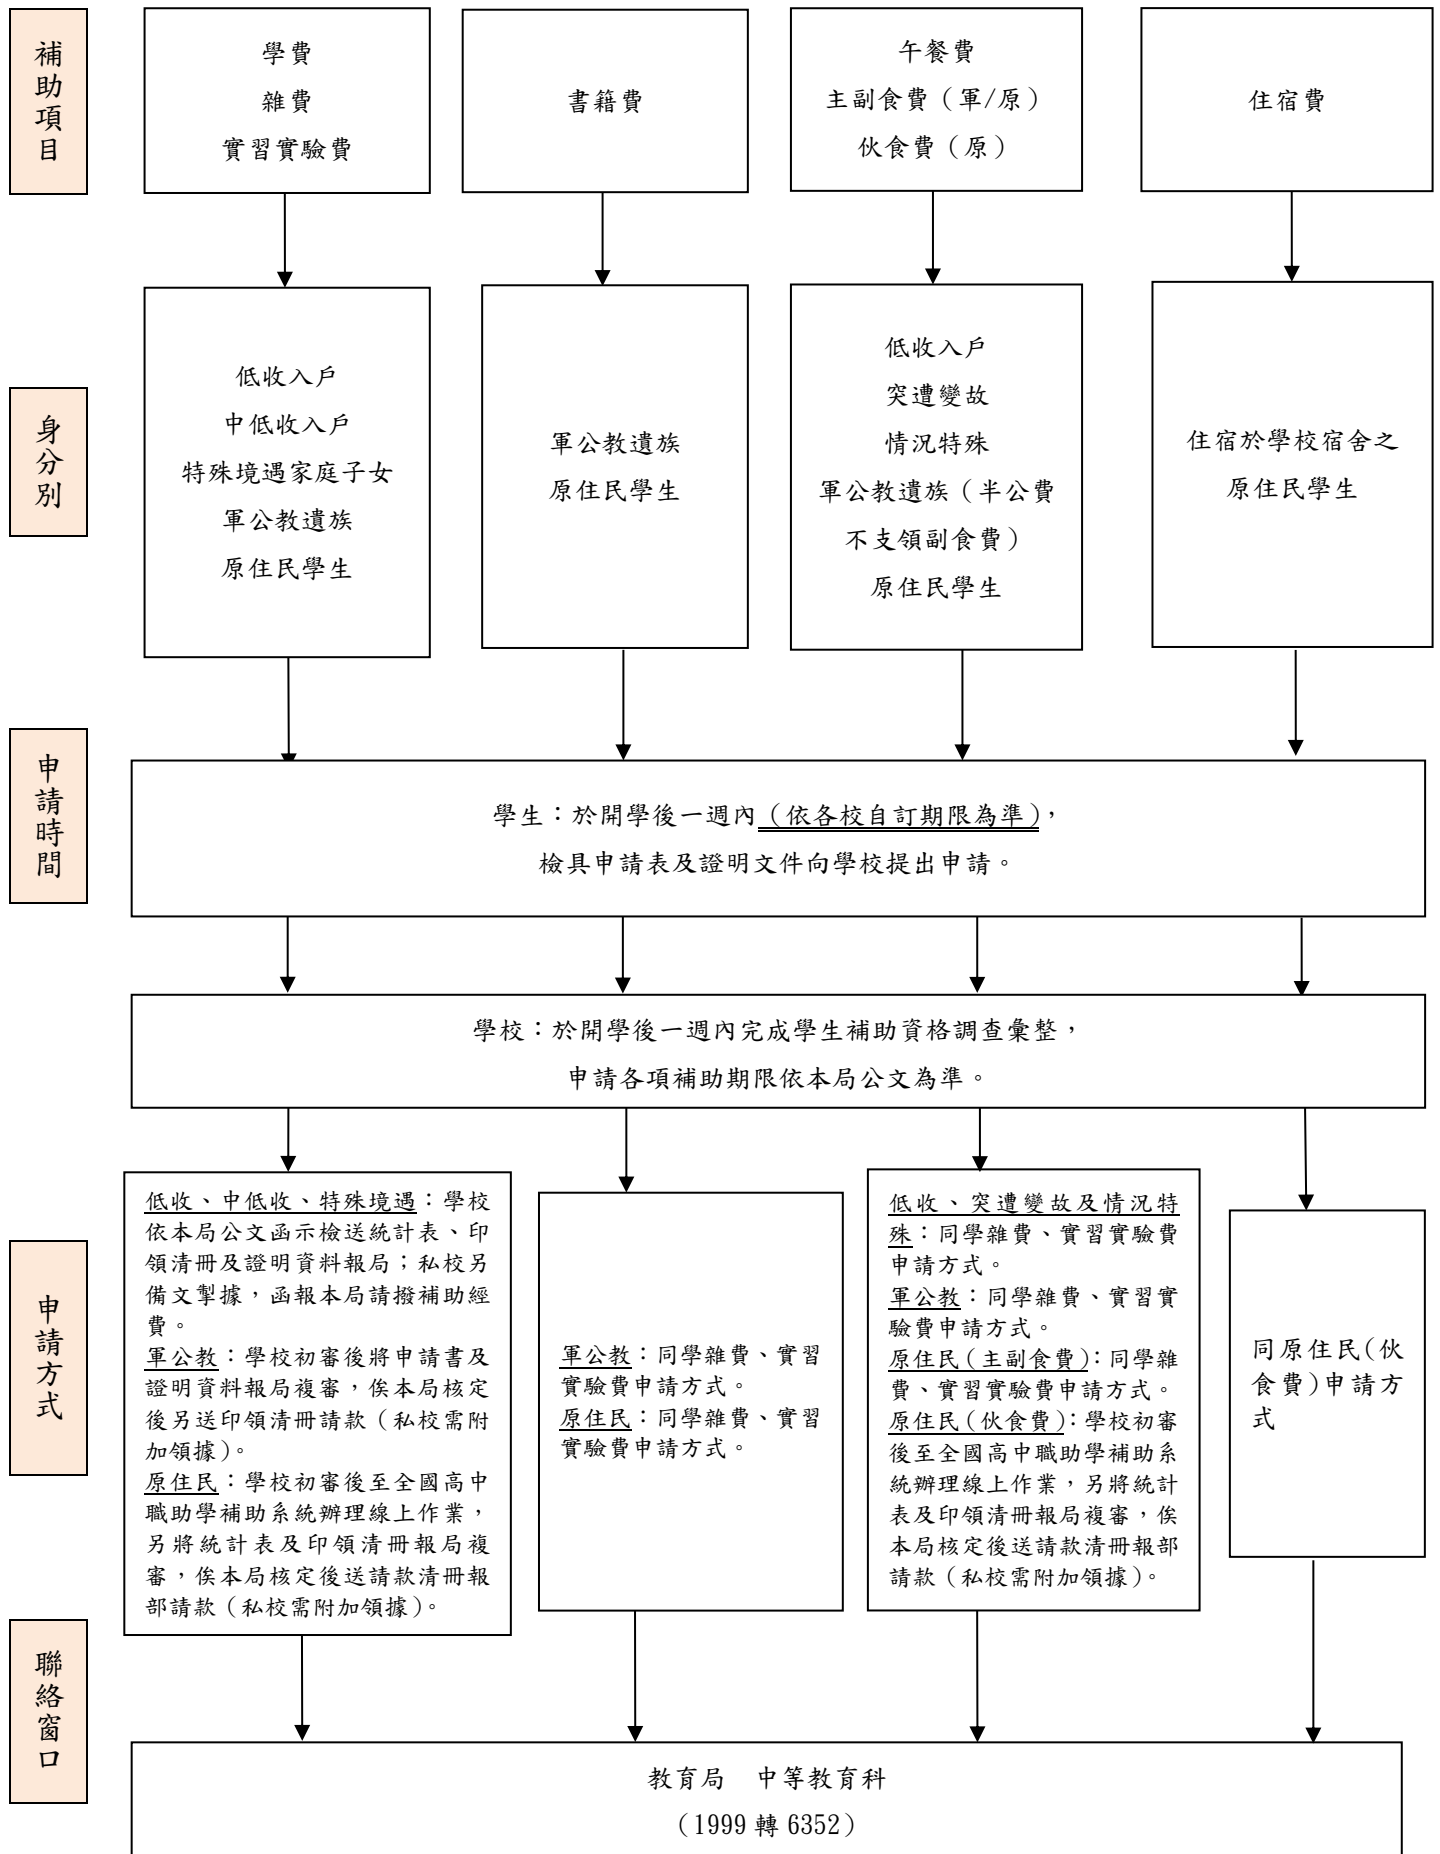 補助項目
學費
雜費
實習實驗費
書籍費
午餐費
主副食費（軍/原）
伙食費（原）
住宿費
身分別
低收入戶
中低收入戶
特殊境遇家庭子女
軍公教遺族
原住民學生
軍公教遺族
原住民學生
低收入戶
突遭變故
情況特殊
軍公教遺族（半公費
不支領副食費）
原住民學生
住宿於學校宿舍之
原住民學生
申請時間
學生：於開學後一週內（依各校自訂期限為準），
檢具申請表及證明文件向學校提出申請。
學校：於開學後一週內完成學生補助資格調查彙整，
申請各項補助期限依本局公文為準。
申請方式
低收、中低收、特殊境遇：學校
依本局公文函示檢送統計表、印
領清冊及證明資料報局；私校另
備文掣據，函報本局請撥補助經
費。
軍公教：學校初審後將申請書及
證明資料報局複審，俟本局核定
後另送印領清冊請款（私校需附
加領據）。
原住民：學校初審後至全國高中
職助學補助系統辦理線上作業，
另將統計表及印領清冊報局複
審，俟本局核定後送請款清冊報
部請款（私校需附加領據）。
軍公教：同學雜費、實習
實驗費申請方式。
原住民：同學雜費、實習
實驗費申請方式。
低收、突遭變故及情況特
殊：同學雜費、實習實驗費
申請方式。
軍公教：同學雜費、實習實
驗費申請方式。
原住民(主副食費)：同學雜
費、實習實驗費申請方式。
原住民(伙食費)：學校初審
後至全國高中職助學補助系
統辦理線上作業，另將統計
表及印領清冊報局複審，俟
本局核定後送請款清冊報部
請款（私校需附加領據）。
同原住民(伙
食費)申請方
式
聯絡窗口
教育局　中等教育科
（1999 轉 6352）